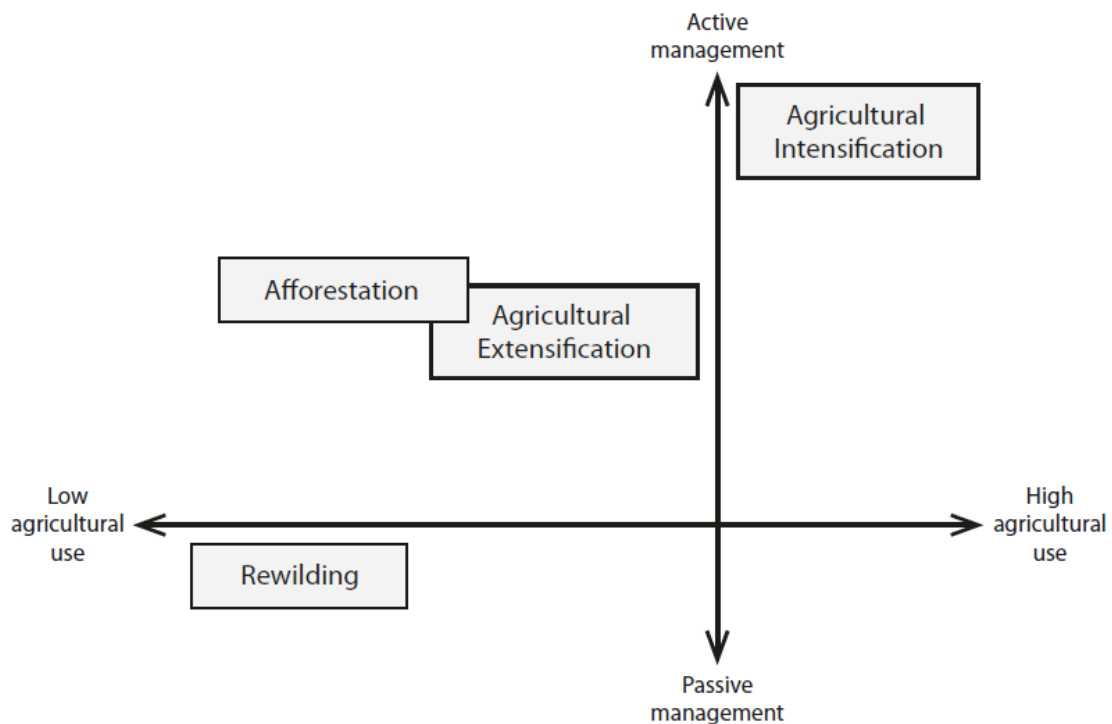 Active
management
Agricultural
Intensification
Afforestation
Agricultural
Extensification
Low
agricultural
use
High
agricultural
use
Rewilding
Passive
management